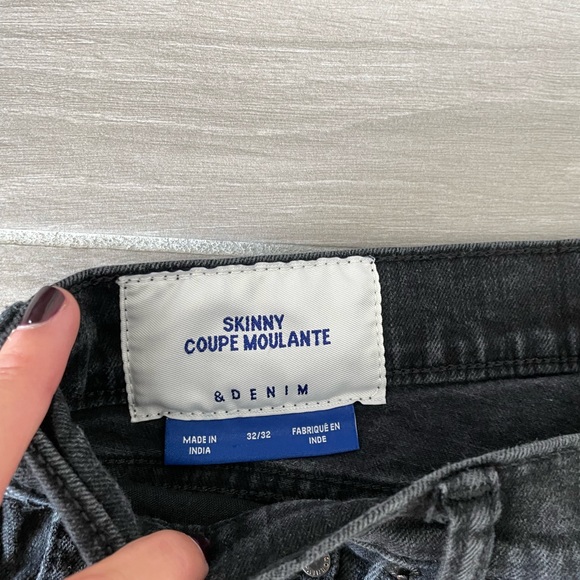 SKINNY
COUPE MOULANTE
& DENIM
MADE IN
INDIA
32/32
FABRIQUÉ EN
INDE